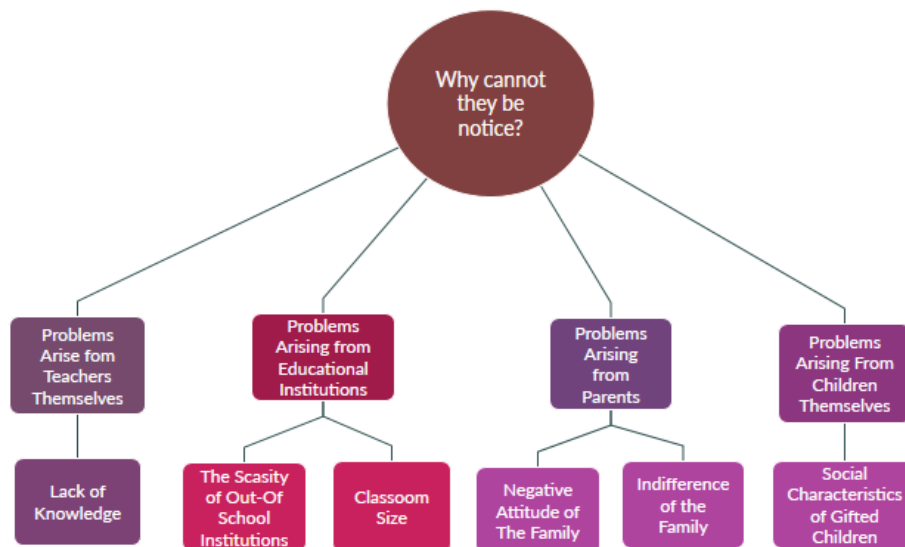 Why cannot
they be
notice?
Problems
Arise fom
Teachers
Themselves
Problems
Arising from
Educational
Institutions
Problems
Arising
from
Parents
Problems
Arising From
Children
Themselves
Lack of
Knowledge
The Scasity
of Out-Of
School
Institutions
Classoom
Size
Negative
Attitude of
The Family
Indifference
of the
Family
Social
Characteristics
of Gifted
Children